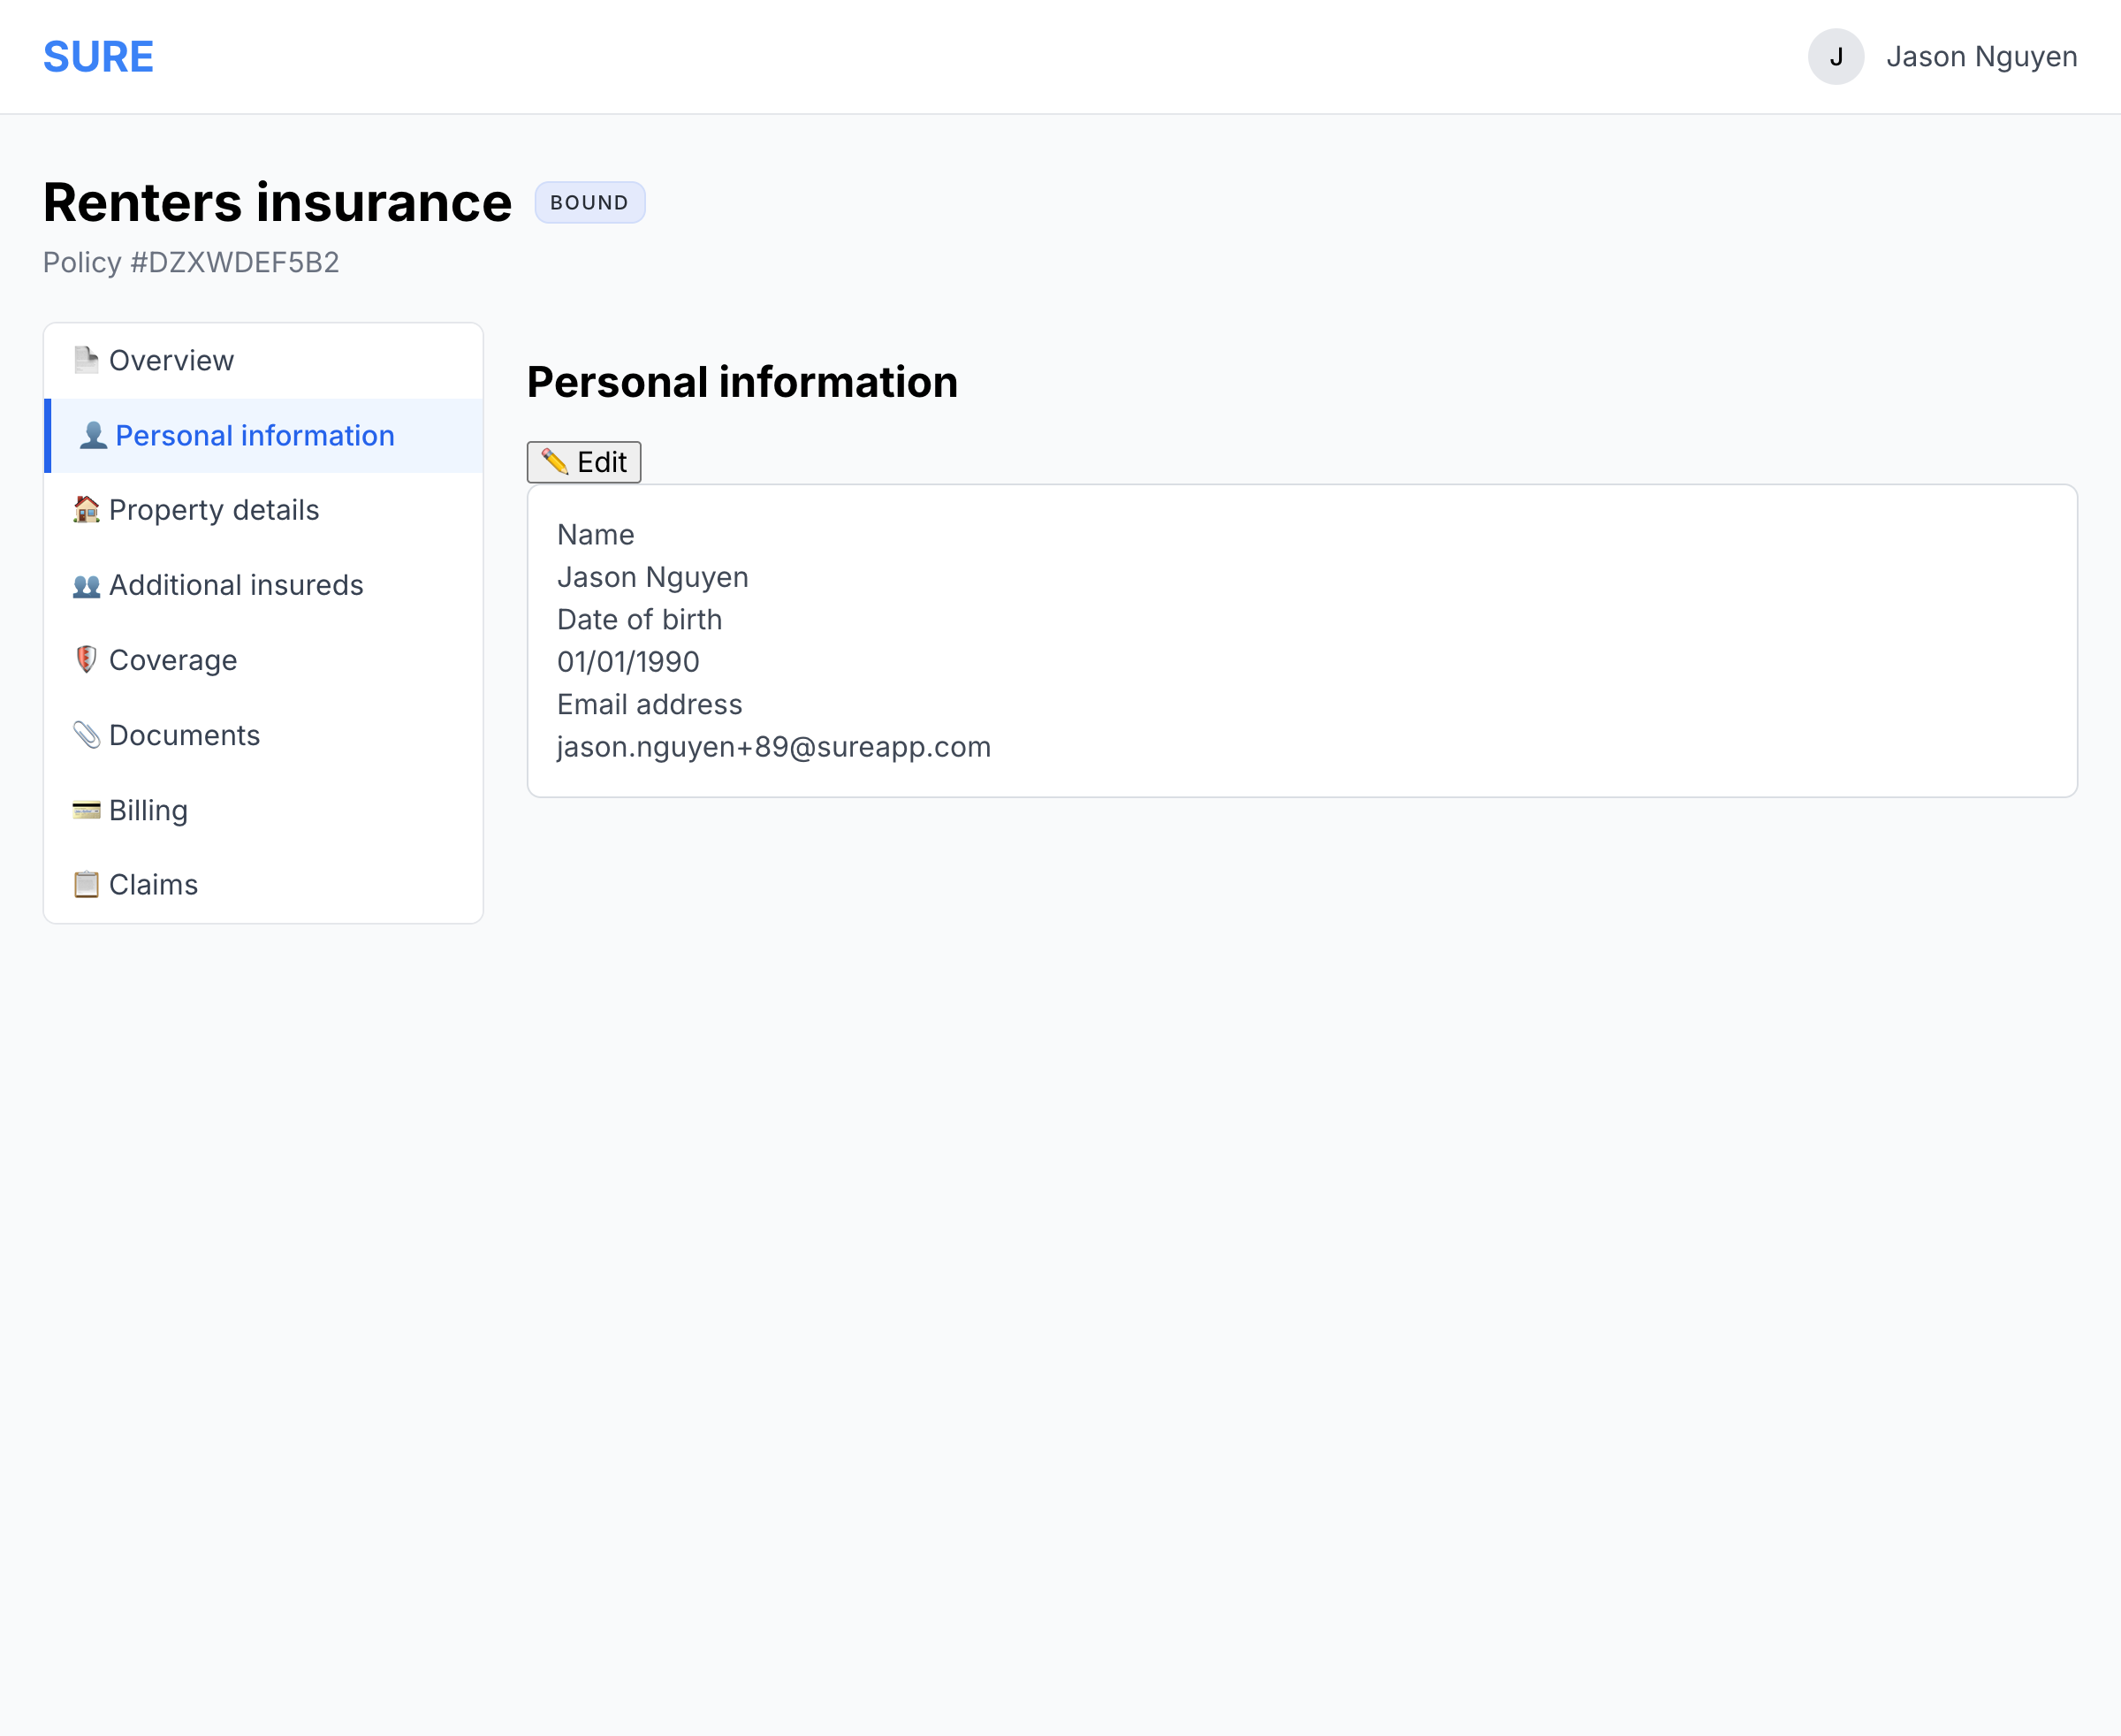 SURE
J Jason Nguyen
Renters insurance BOUND
Policy #DZXWDEF5B2
Overview
Personal information
Property details
Additional insureds
Coverage
Documents
Billing
Claims
Personal information
Edit
Name
Jason Nguyen
Date of birth
01/01/1990
Email address
jason.nguyen+89@sureapp.com